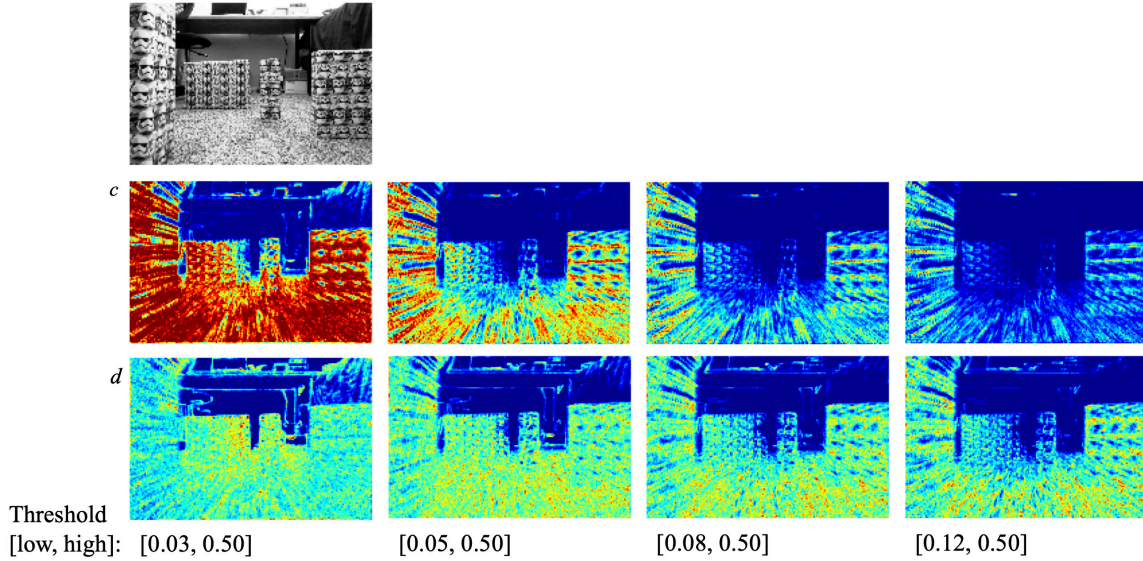 c
d
Threshold
[low, high]: [0.03, 0.50] [0.05, 0.50] [0.08, 0.50] [0.12, 0.50]